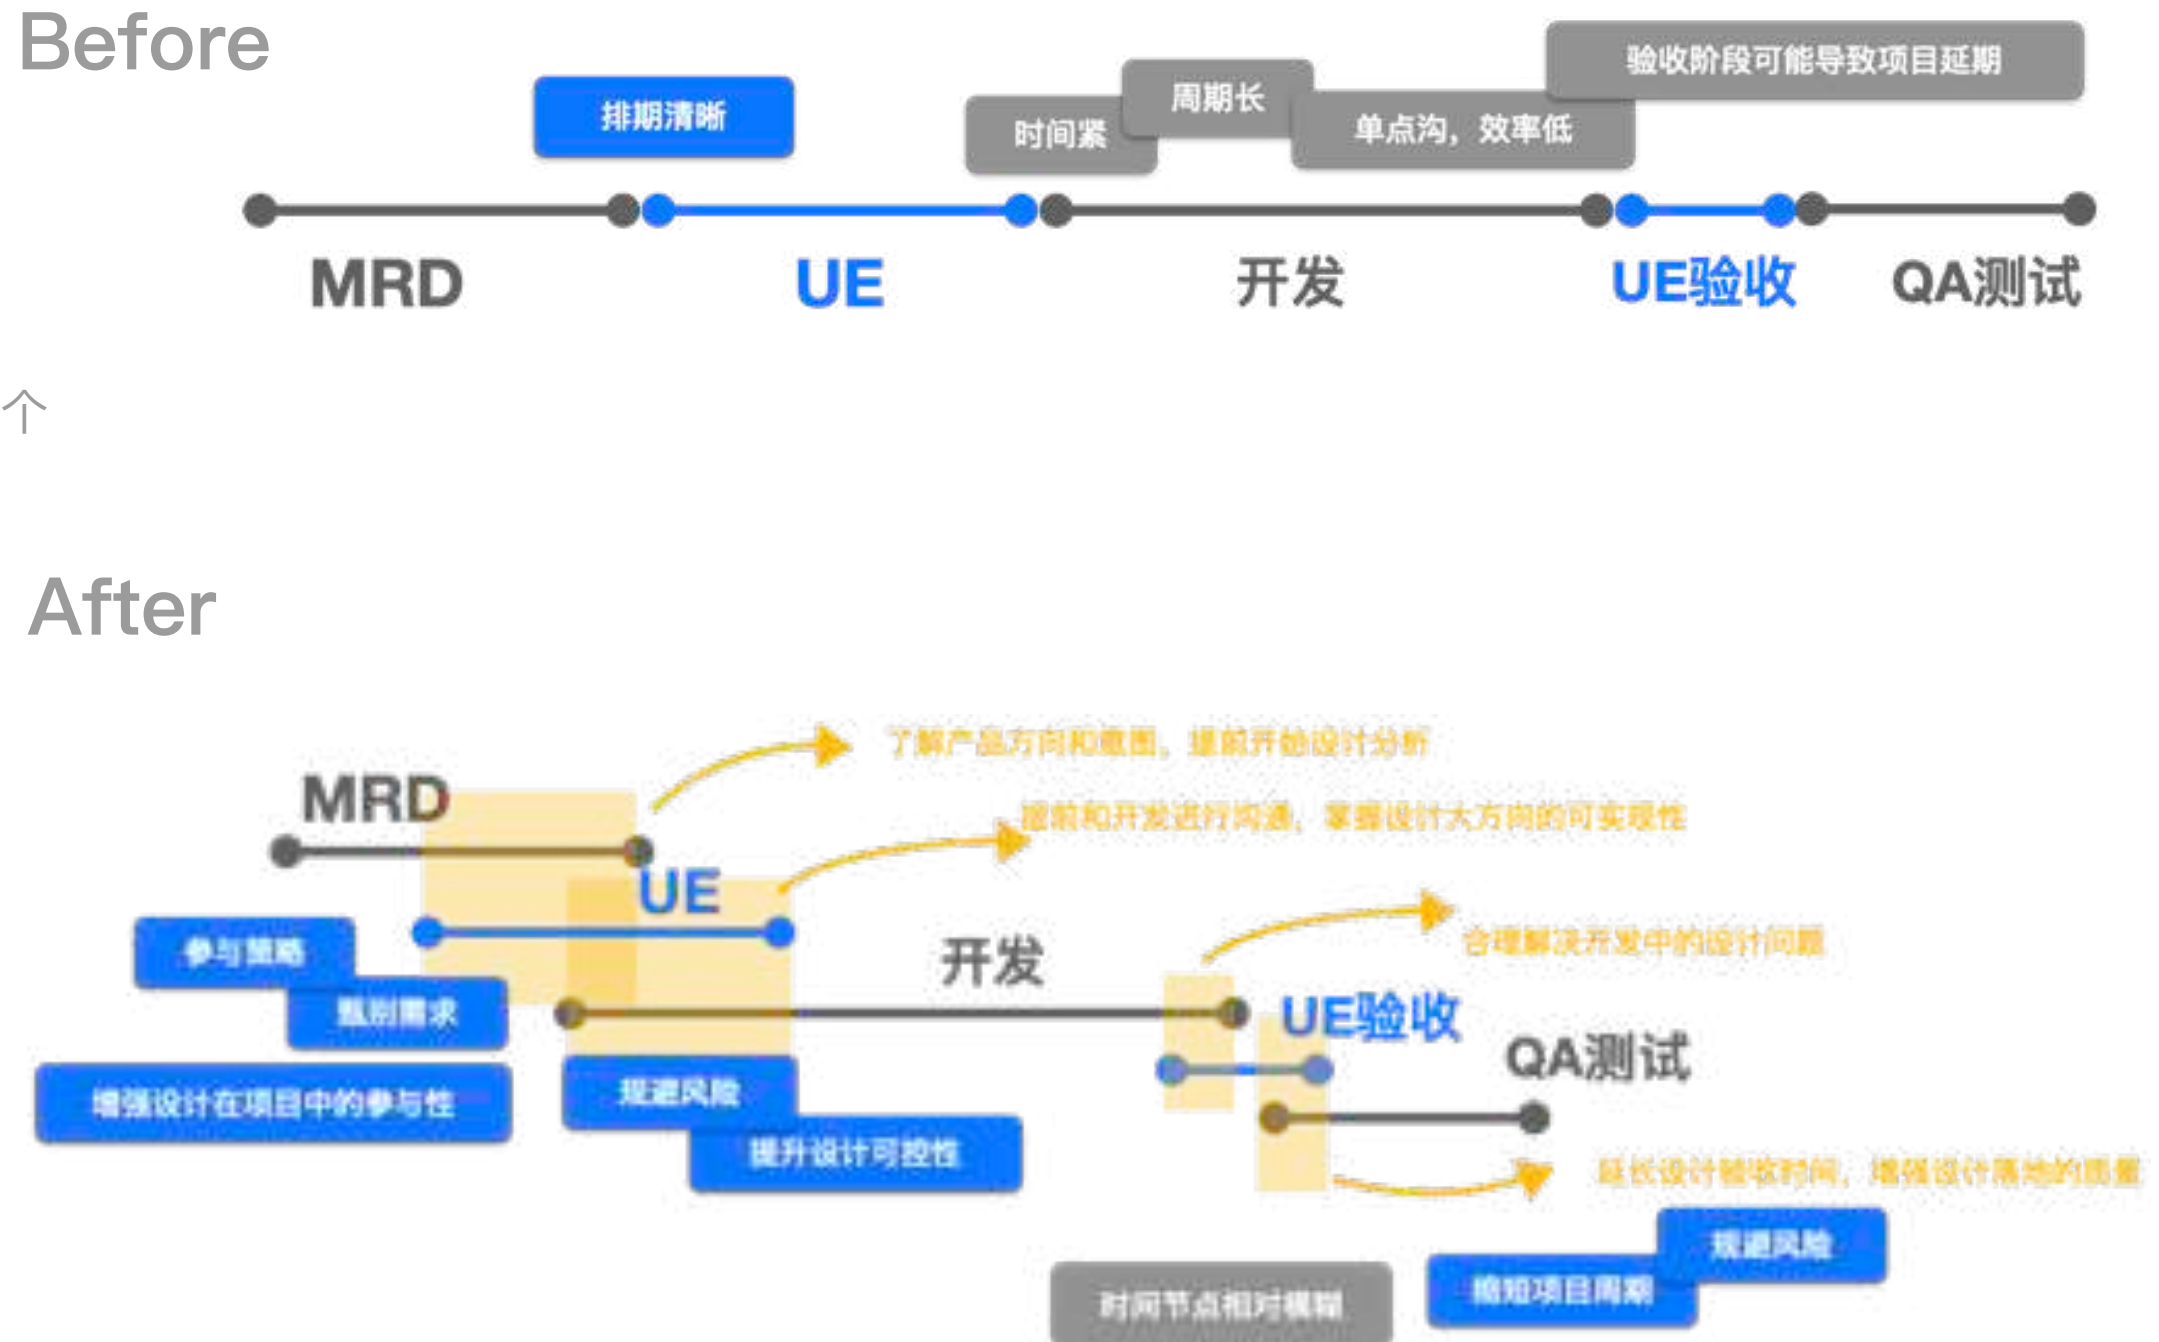 Before
验收阶段可能导致项目延期
排期清晰
周期长
时间紧
单点沟，效率低
MRD
UE
开发
UE验收
QA测试
个
After
了解产品方向和意图，提前开始设计分析
MRD
提前和开发进行沟通，掌握设计大方向的可实现性
UE
参与策略
开发
合理解决开发中的设计问题
甄别需求
UE验收
QA测试
增强设计在项目中的参与性
规避风险
提升设计可控性
延长设计验收时间，增强设计落地的质量
规避风险
缩短项目周期
时间节点相对模糊